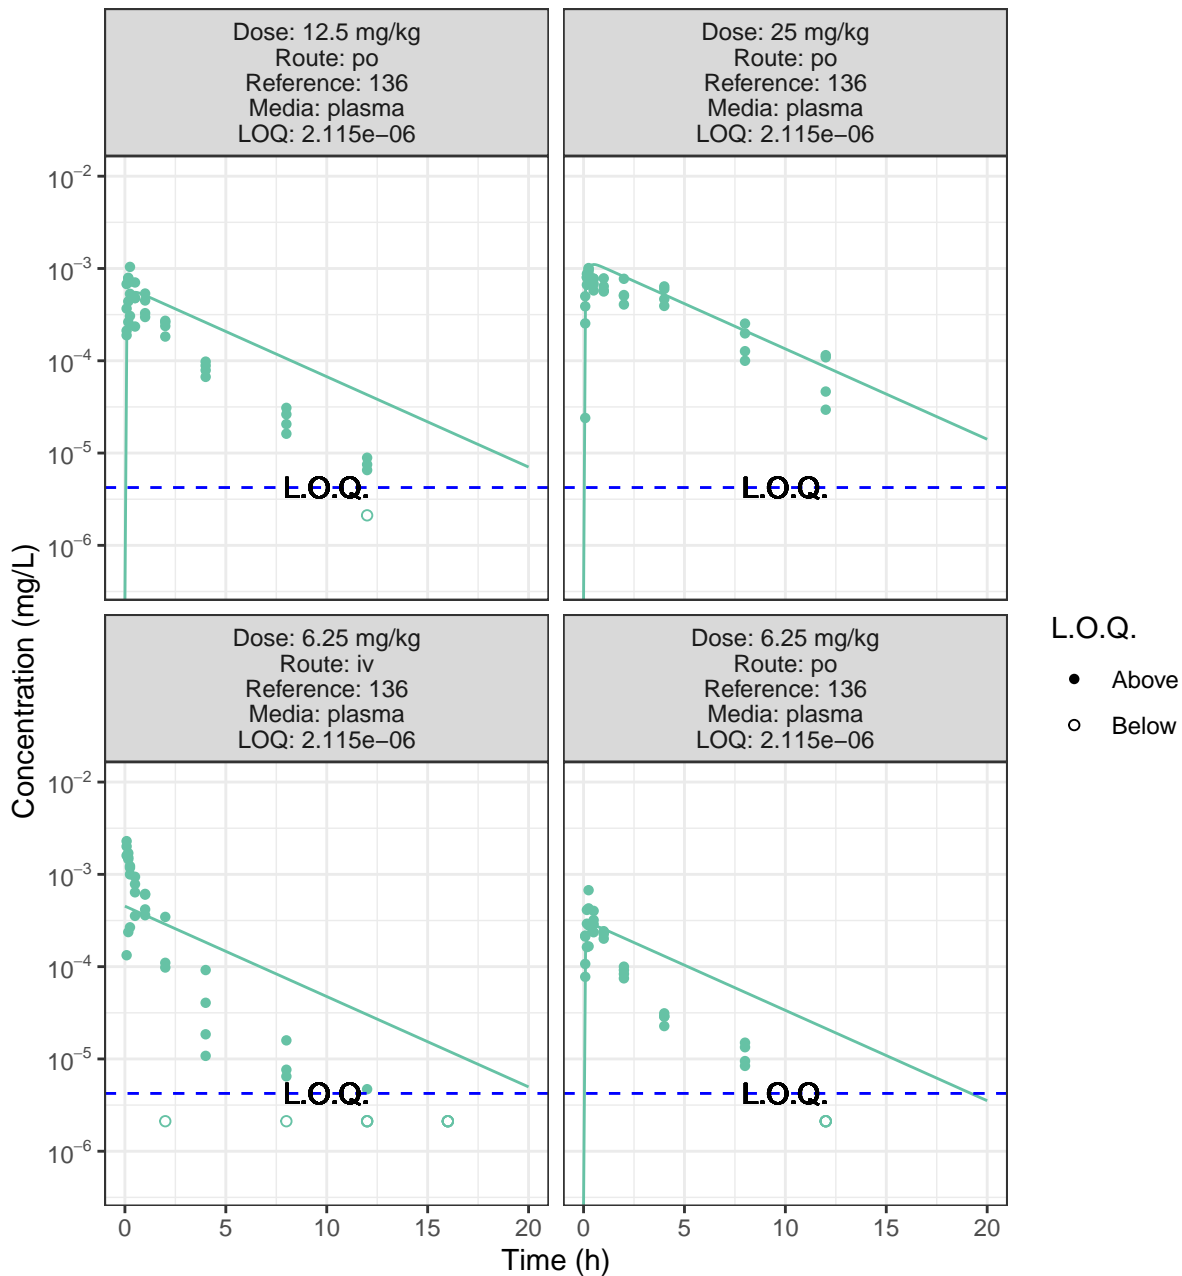 Dose: 12.5 mg/kg
Route: po
Reference: 136
Media: plasma
LOQ: 2.115e−06
Dose: 25 mg/kg
Route: po
Reference: 136
Media: plasma
LOQ: 2.115e−06
10⁻²
10⁻³
10⁻⁴
10⁻⁵
10⁻⁶
L.O.Q.
L.O.Q.
Dose: 6.25 mg/kg
Route: iv
Reference: 136
Media: plasma
LOQ: 2.115e−06
Dose: 6.25 mg/kg
Route: po
Reference: 136
Media: plasma
LOQ: 2.115e−06
10⁻²
10⁻³
10⁻⁴
10⁻⁵
10⁻⁶
L.O.Q.
L.O.Q.
0 5 10 15 20
0 5 10 15 20
Time (h)
Concentration (mg/L)
L.O.Q.
Above
Below